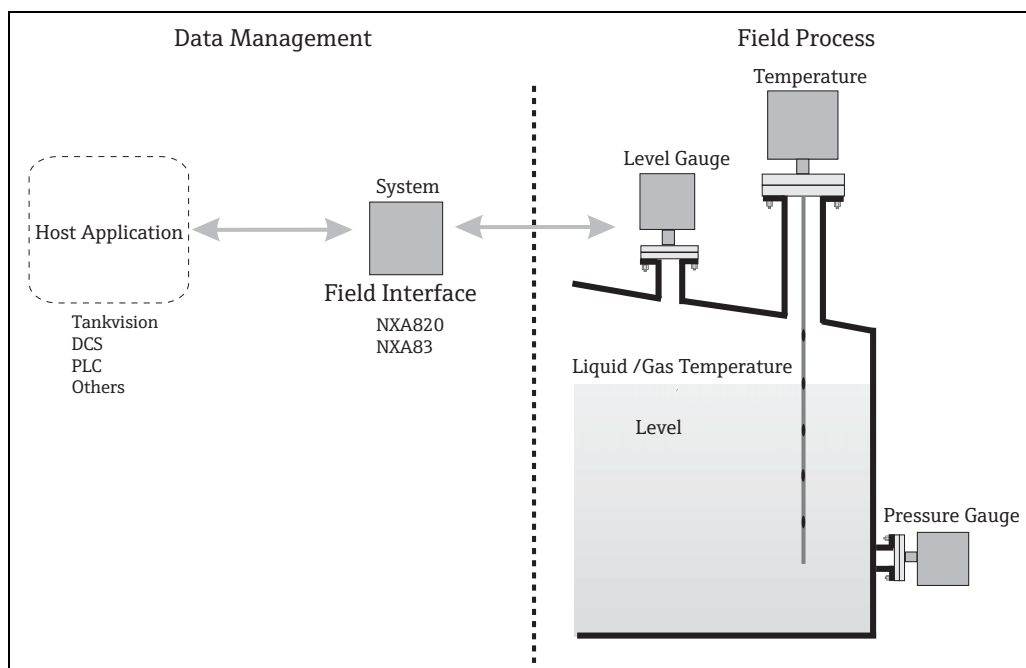 Data Management
Host Application
Tankvision
DCS
PLC
Others
System
Field Interface
NXA820
NXA83
Field Process
Temperature
Level Gauge
Liquid /Gas Temperature
Level
Pressure Gauge